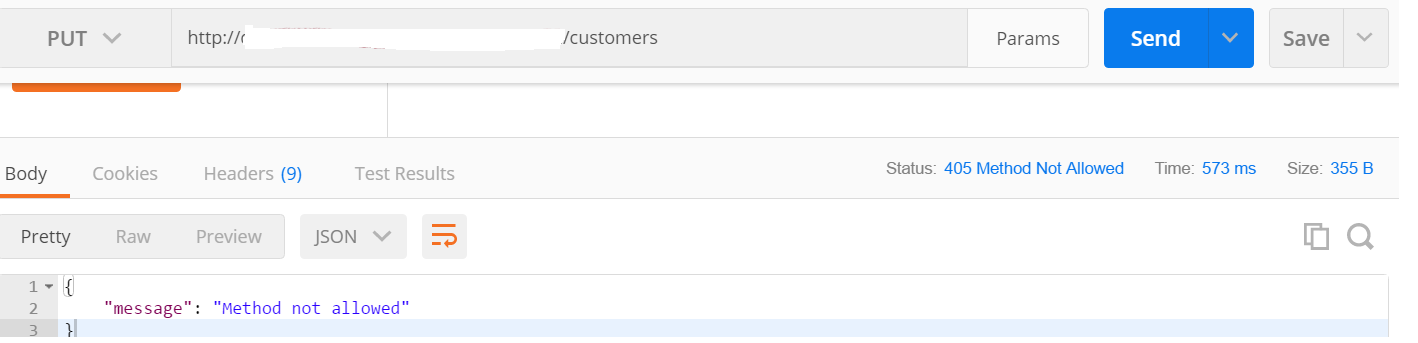 PUT http:// /customers Params Send Save
Body Cookies Headers (9) Test Results Status: 405 Method Not Allowed Time: 573 ms Size: 355 B
Pretty Raw Preview JSON
1 {
2 "message": "Method not allowed"
3 }